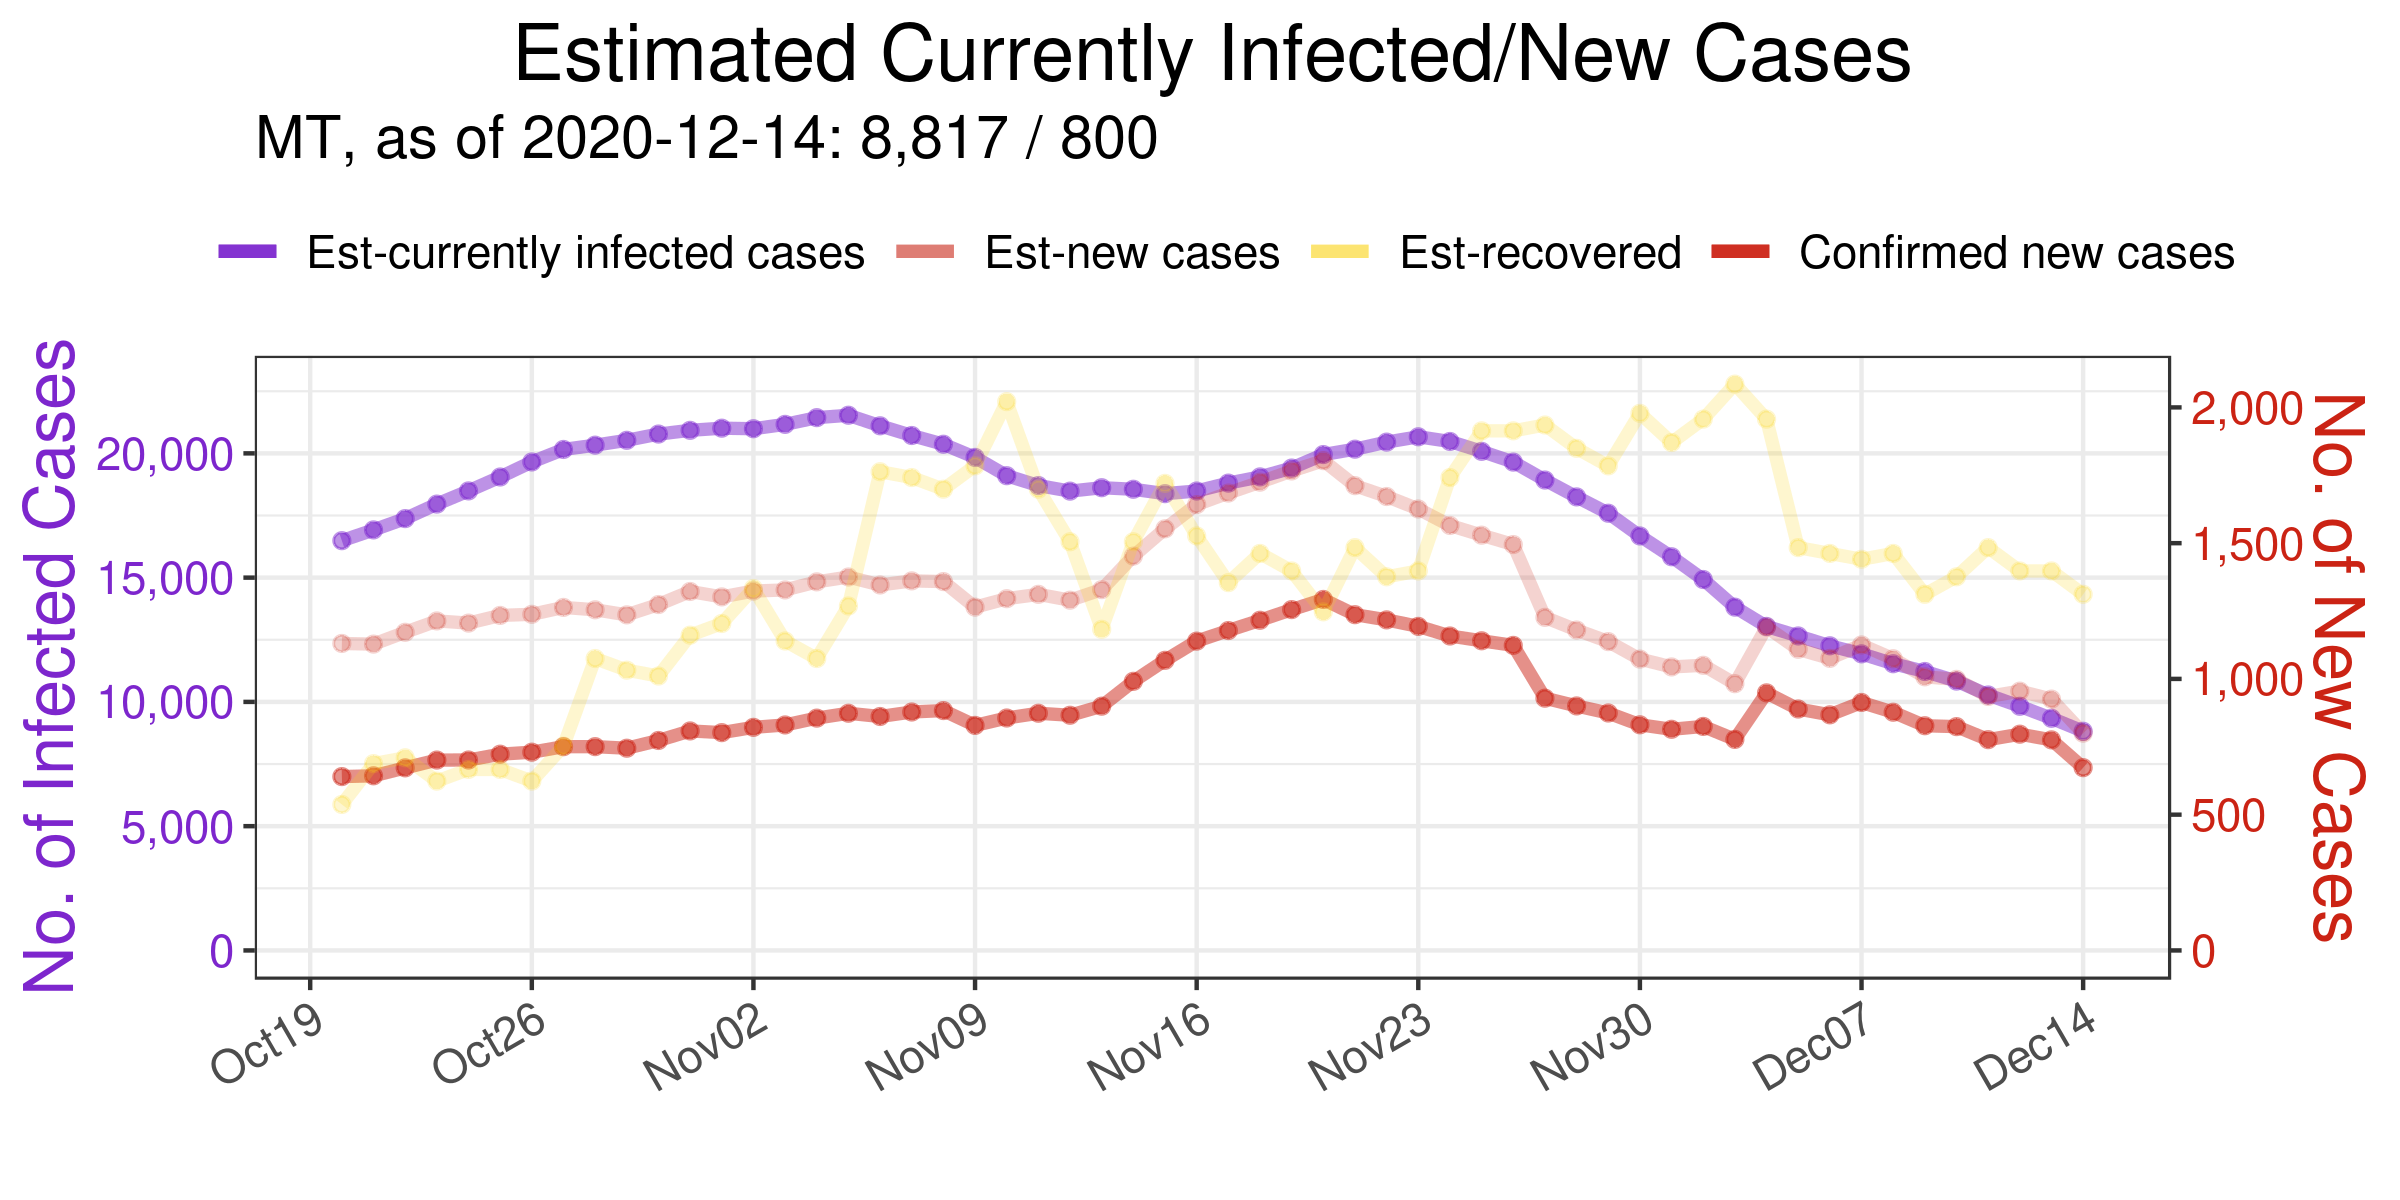 Estimated Currently Infected/New Cases
MT, as of 2020-12-14: 8,817 / 800
Est-currently infected cases Est-new cases Est-recovered Confirmed new cases
No. of Infected Cases
20,000
15,000
10,000
5,000
0
2,000
1,500
1,000
500
0
No. of New Cases
Oct19 Oct26 Nov02 Nov09 Nov16 Nov23 Nov30 Dec07 Dec14